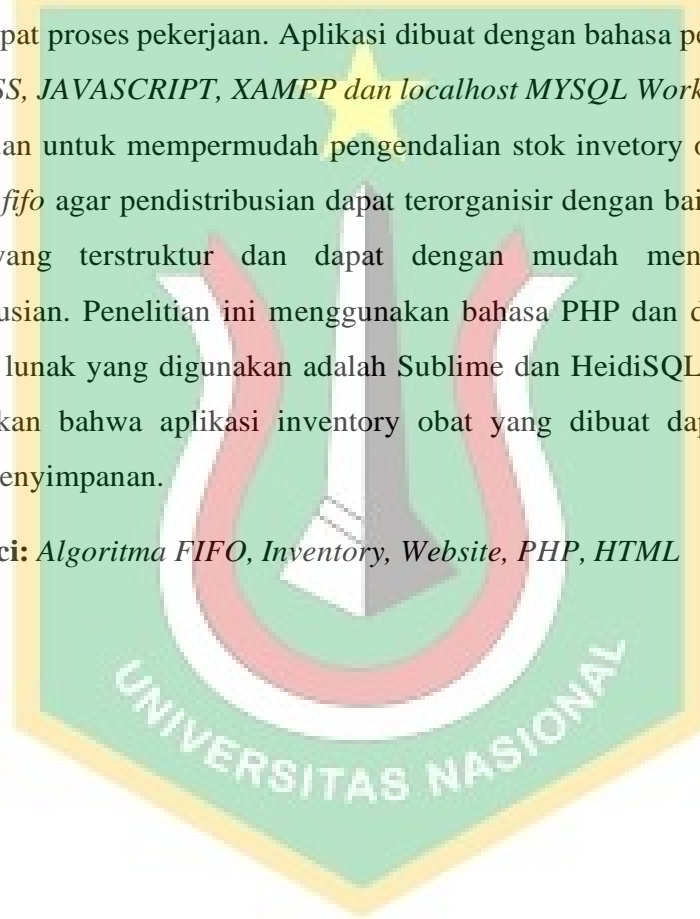 pat proses pekerjaan. Aplikasi dibuat dengan bahasa pe
SS, JAVASCRIPT, XAMPP dan localhost MYSQL Work
an untuk mempermudah pengendalian stok invetory o
fifo agar pendistribusian dapat terorganisir dengan bai
yang terstruktur dan dapat dengan mudah men
usian. Penelitian ini menggunakan bahasa PHP dan d
lunak yang digunakan adalah Sublime dan HeidiSQL
kan bahwa aplikasi inventory obat yang dibuat da
enyimpanan.
ci: Algoritma FIFO, Inventory, Website, PHP, HTML
UNIVERSITAS NASIONAL